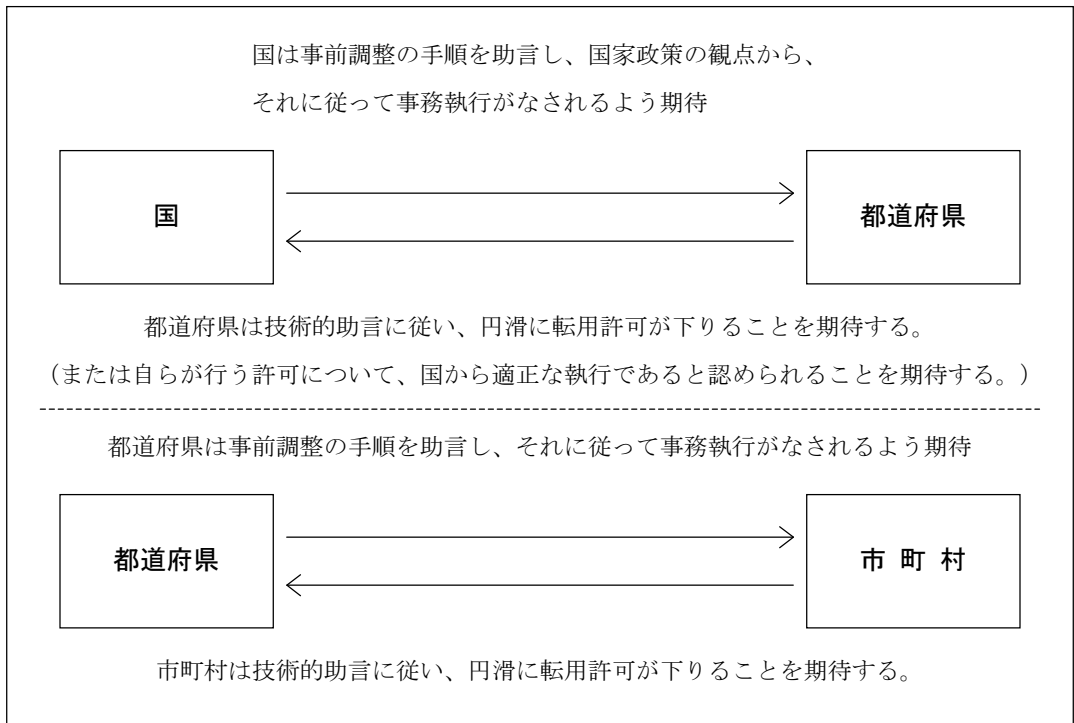 国は事前調整の手順を助言し、国家政策の観点から、
それに従って事務執行がなされるよう期待
国
都道府県
都道府県は技術的助言に従い、円滑に転用許可が下りることを期待する。
（または自らが行う許可について、国から適正な執行であると認められることを期待する。）
都道府県は事前調整の手順を助言し、それに従って事務執行がなされるよう期待
都道府県
市 町 村
市町村は技術的助言に従い、円滑に転用許可が下りることを期待する。